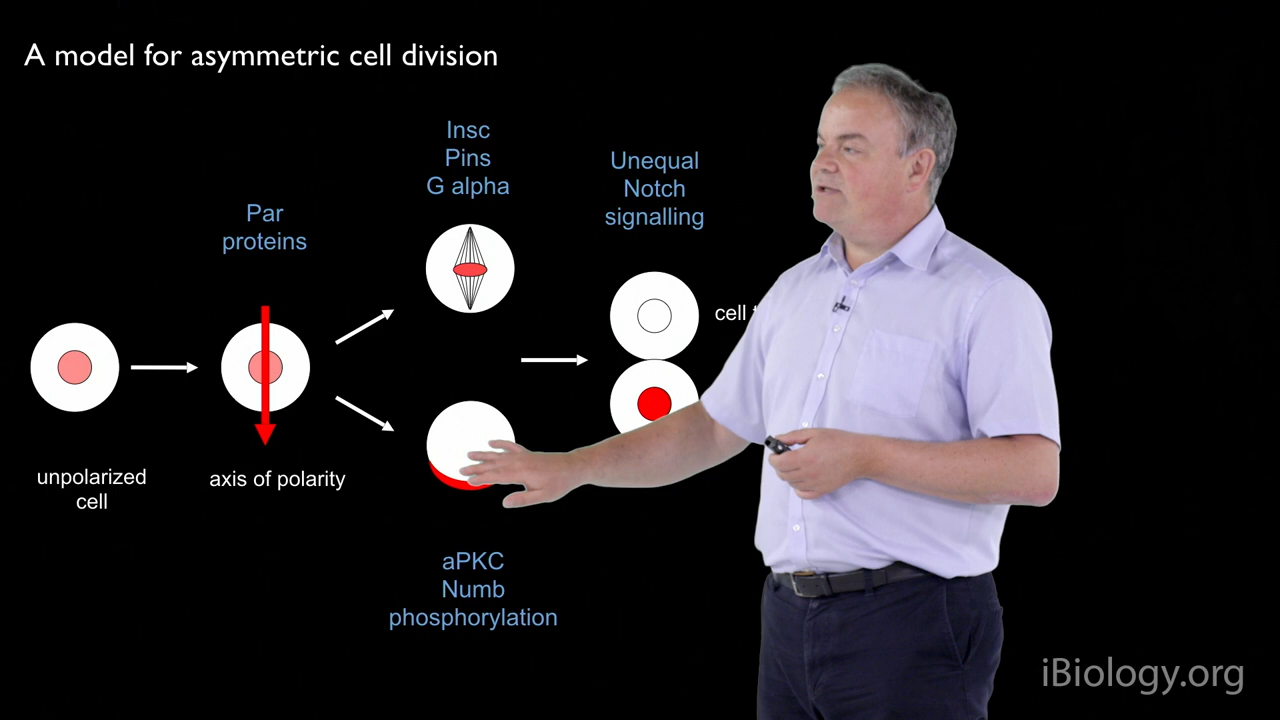 A model for asymmetric cell division
Insc
Pins
G alpha
Unequal
Notch
signalling
Par
proteins
cell
unpolarized
cell
axis of polarity
aPKC
Numb
phosphorylation
iBiology.org